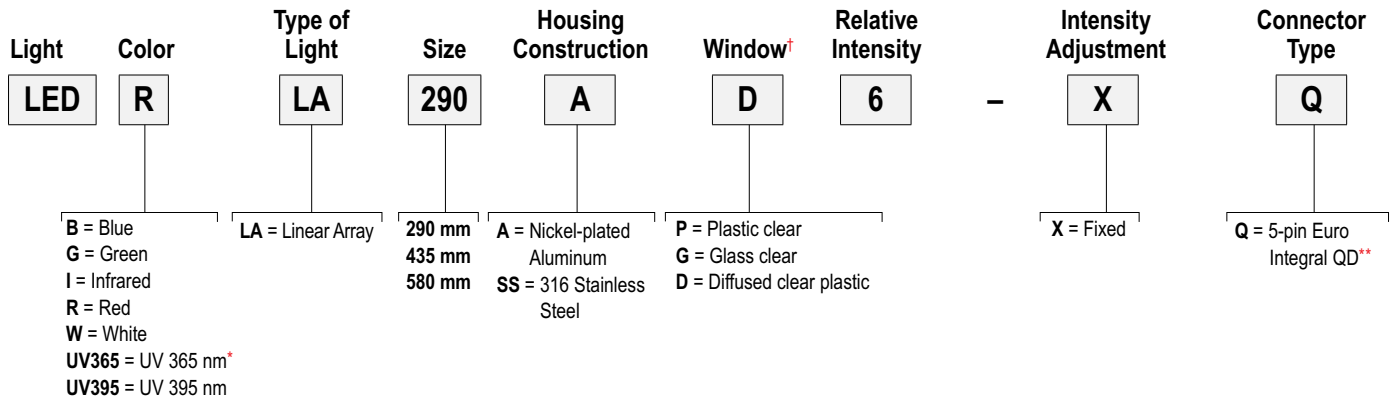 Light Color Type of Light Size Housing Construction Window† Relative Intensity Intensity Adjustment Connector Type
LED R LA 290 A D 6 – X Q
B = Blue
G = Green
I = Infrared
R = Red
W = White
UV365 = UV 365 nm*
UV395 = UV 395 nm
LA = Linear Array
290 mm
435 mm
580 mm
A = Nickel-plated
Aluminum
SS = 316 Stainless
Steel
P = Plastic clear
G = Glass clear
D = Diffused clear plastic
X = Fixed
Q = 5-pin Euro
Integral QD**